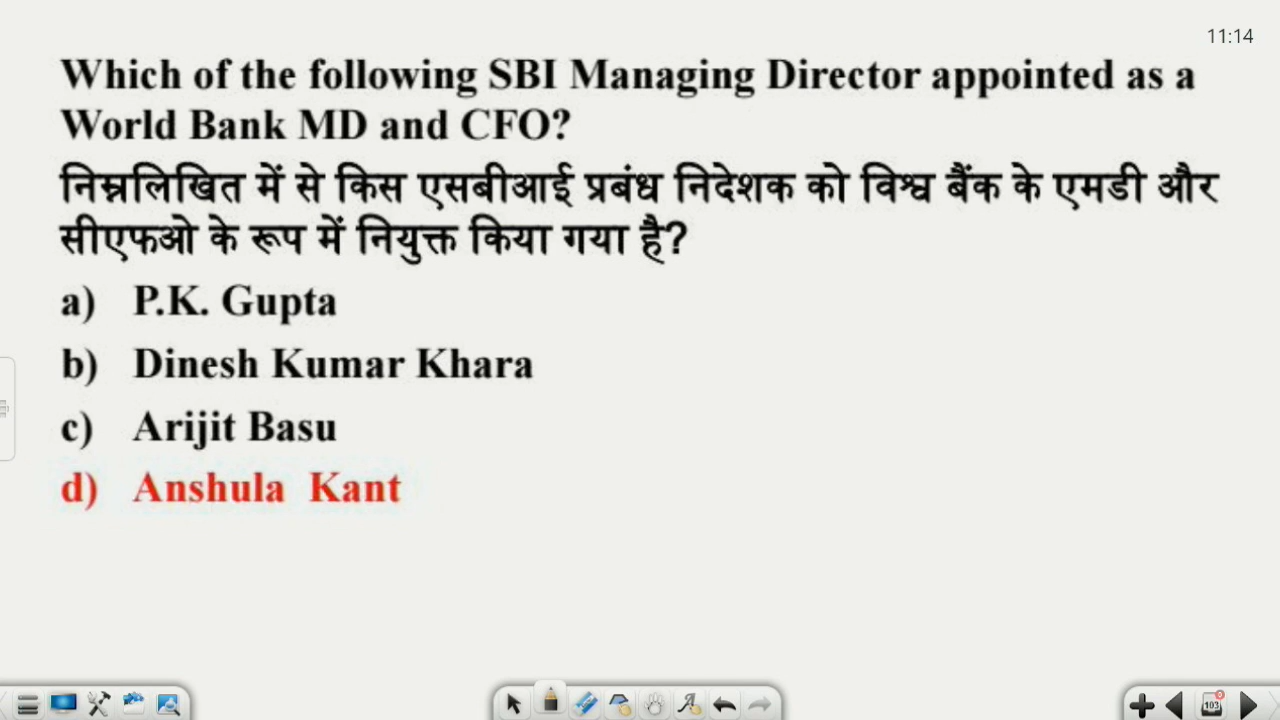 11:14
Which of the following SBI Managing Director appointed as a
World Bank MD and CFO?
निम्नलिखित में से किस एसबीआई प्रबंध निदेशक को विश्व बैंक के एमडी और
सीएफओ के रूप में नियुक्त किया गया है?
a) P.K. Gupta
b) Dinesh Kumar Khara
c) Arijit Basu
d) Anshula Kant
103